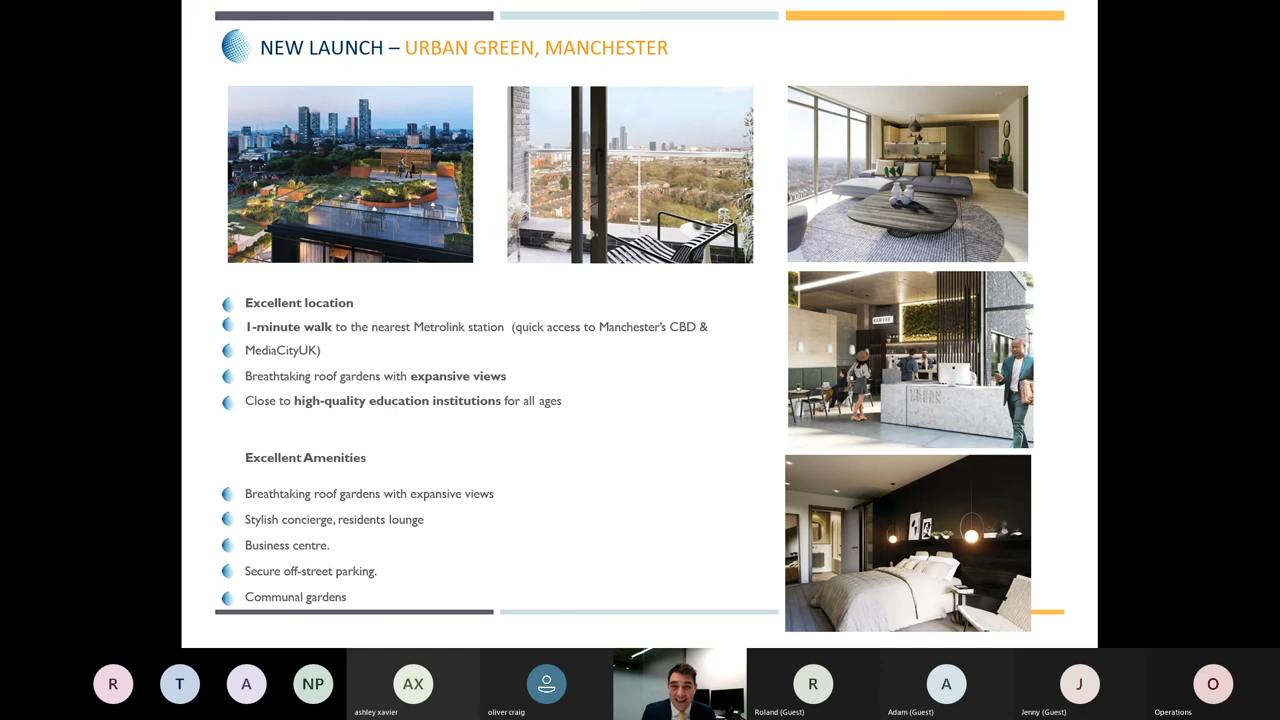 NEW LAUNCH – URBAN GREEN, MANCHESTER
Excellent location
1-minute walk to the nearest Metrolink station (quick access to Manchester's CBD &
MediaCityUK)
Breathtaking roof gardens with expansive views
Close to high-quality education institutions for all ages
Excellent Amenities
Breathtaking roof gardens with expansive views
Stylish concierge, residents lounge
Business centre.
Secure off-street parking.
Communal gardens
COFFEE
URBAN
GREEN
R
T
A
NP
AX
R
A
J
O
ashley xavier
oliver craig
Roland (Guest)
Adam (Guest)
Jenny (Guest)
Operations